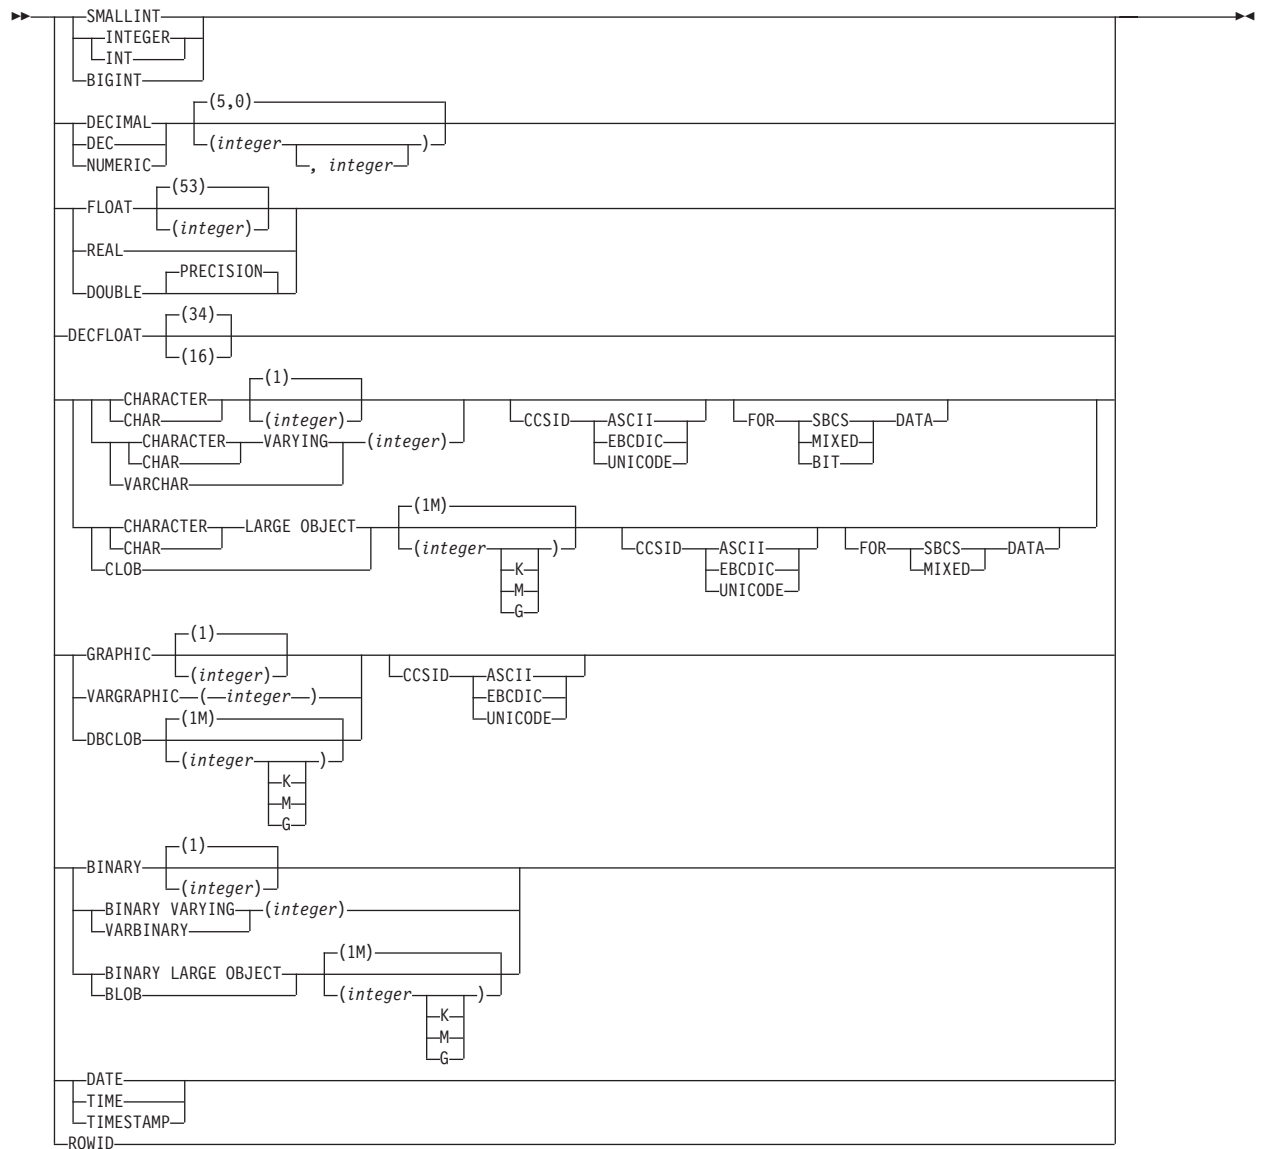 SMALLINT
INTEGER
INT
BIGINT
(5,0)
DECIMAL
DEC (integer )
NUMERIC , integer
(53)
FLOAT
(integer)
REAL
PRECISION
DOUBLE
(34)
DECFLOAT
(16)
(1)
CHARACTER
CHAR (integer) CCSID ASCII FOR SBCS DATA
CHARACTER VARYING (integer) EBCDIC MIXED
CHAR UNICODE BIT
VARCHAR
(1M)
CHARACTER LARGE OBJECT
CHAR (integer ) CCSID ASCII FOR SBCS DATA
CLOB K EBCDIC MIXED
M UNICODE
G
(1)
GRAPHIC
(integer) CCSID ASCII
VARGRAPHIC ( integer ) EBCDIC
(1M) UNICODE
DBCLOB
(integer )
K
M
G
(1)
BINARY
(integer)
BINARY VARYING (integer)
VARBINARY
(1M)
BINARY LARGE OBJECT
BLOB (integer )
K
M
G
DATE
TIME
TIMESTAMP
ROWID